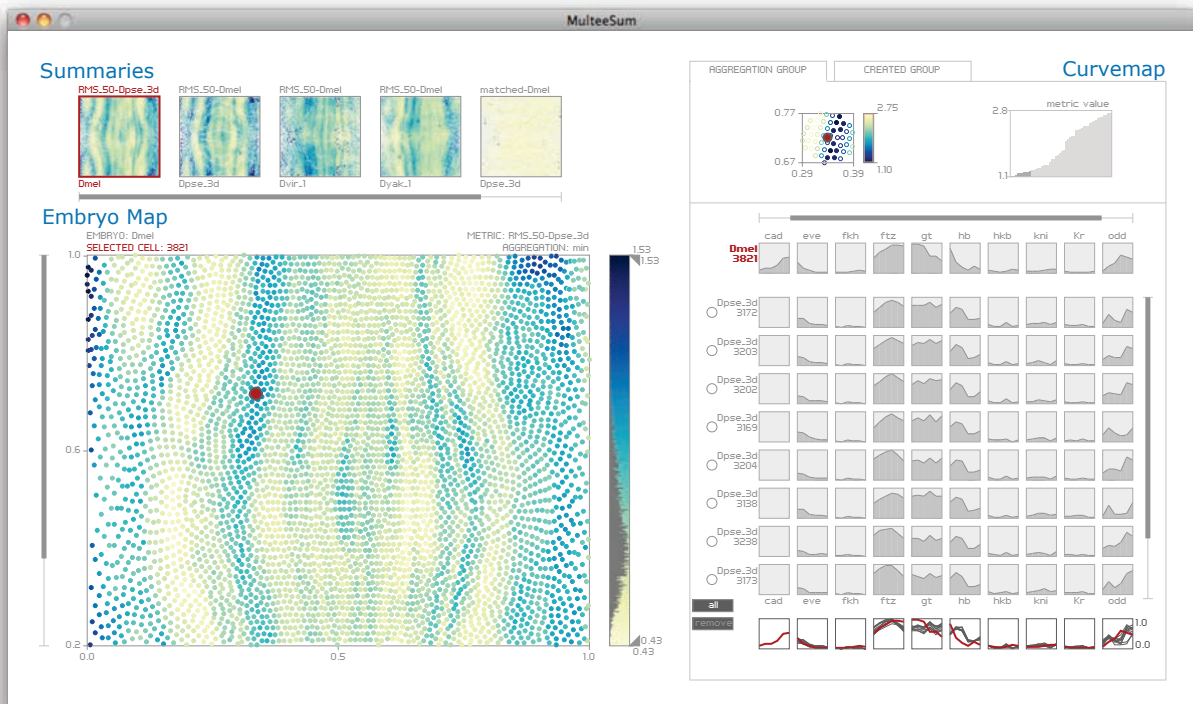 MulteeSum
Summaries
RMS_50-Dpse_3d RMS_50-Dmel RMS_50-Dmel RMS_50-Dmel matched-Dmel
Dmel Dpse_3d Dvir_1 Dyak_1 Dpse_3d
Embryo Map
EMBRYO: Dmel METRIC: RMS_50-Dpse_3d
SELECTED CELL: 3821 AGGREGATION: min
1.53
1.53
1.0
0.6
0.2
0.0 0.5 1.0
0.43
0.43
AGGREGATION GROUP CREATED GROUP Curvemap
0.77
0.67
0.29 0.39
2.75
1.10
metric value
2.8
1.1
cad eve fkh ftz gt hb hkb kni Kr odd
Dmel
3821
Dpse_3d
3172
Dpse_3d
3203
Dpse_3d
3202
Dpse_3d
3169
Dpse_3d
3204
Dpse_3d
3138
Dpse_3d
3238
Dpse_3d
3173
cad eve fkh ftz gt hb hkb kni Kr odd
all
remove
1.0
0.0